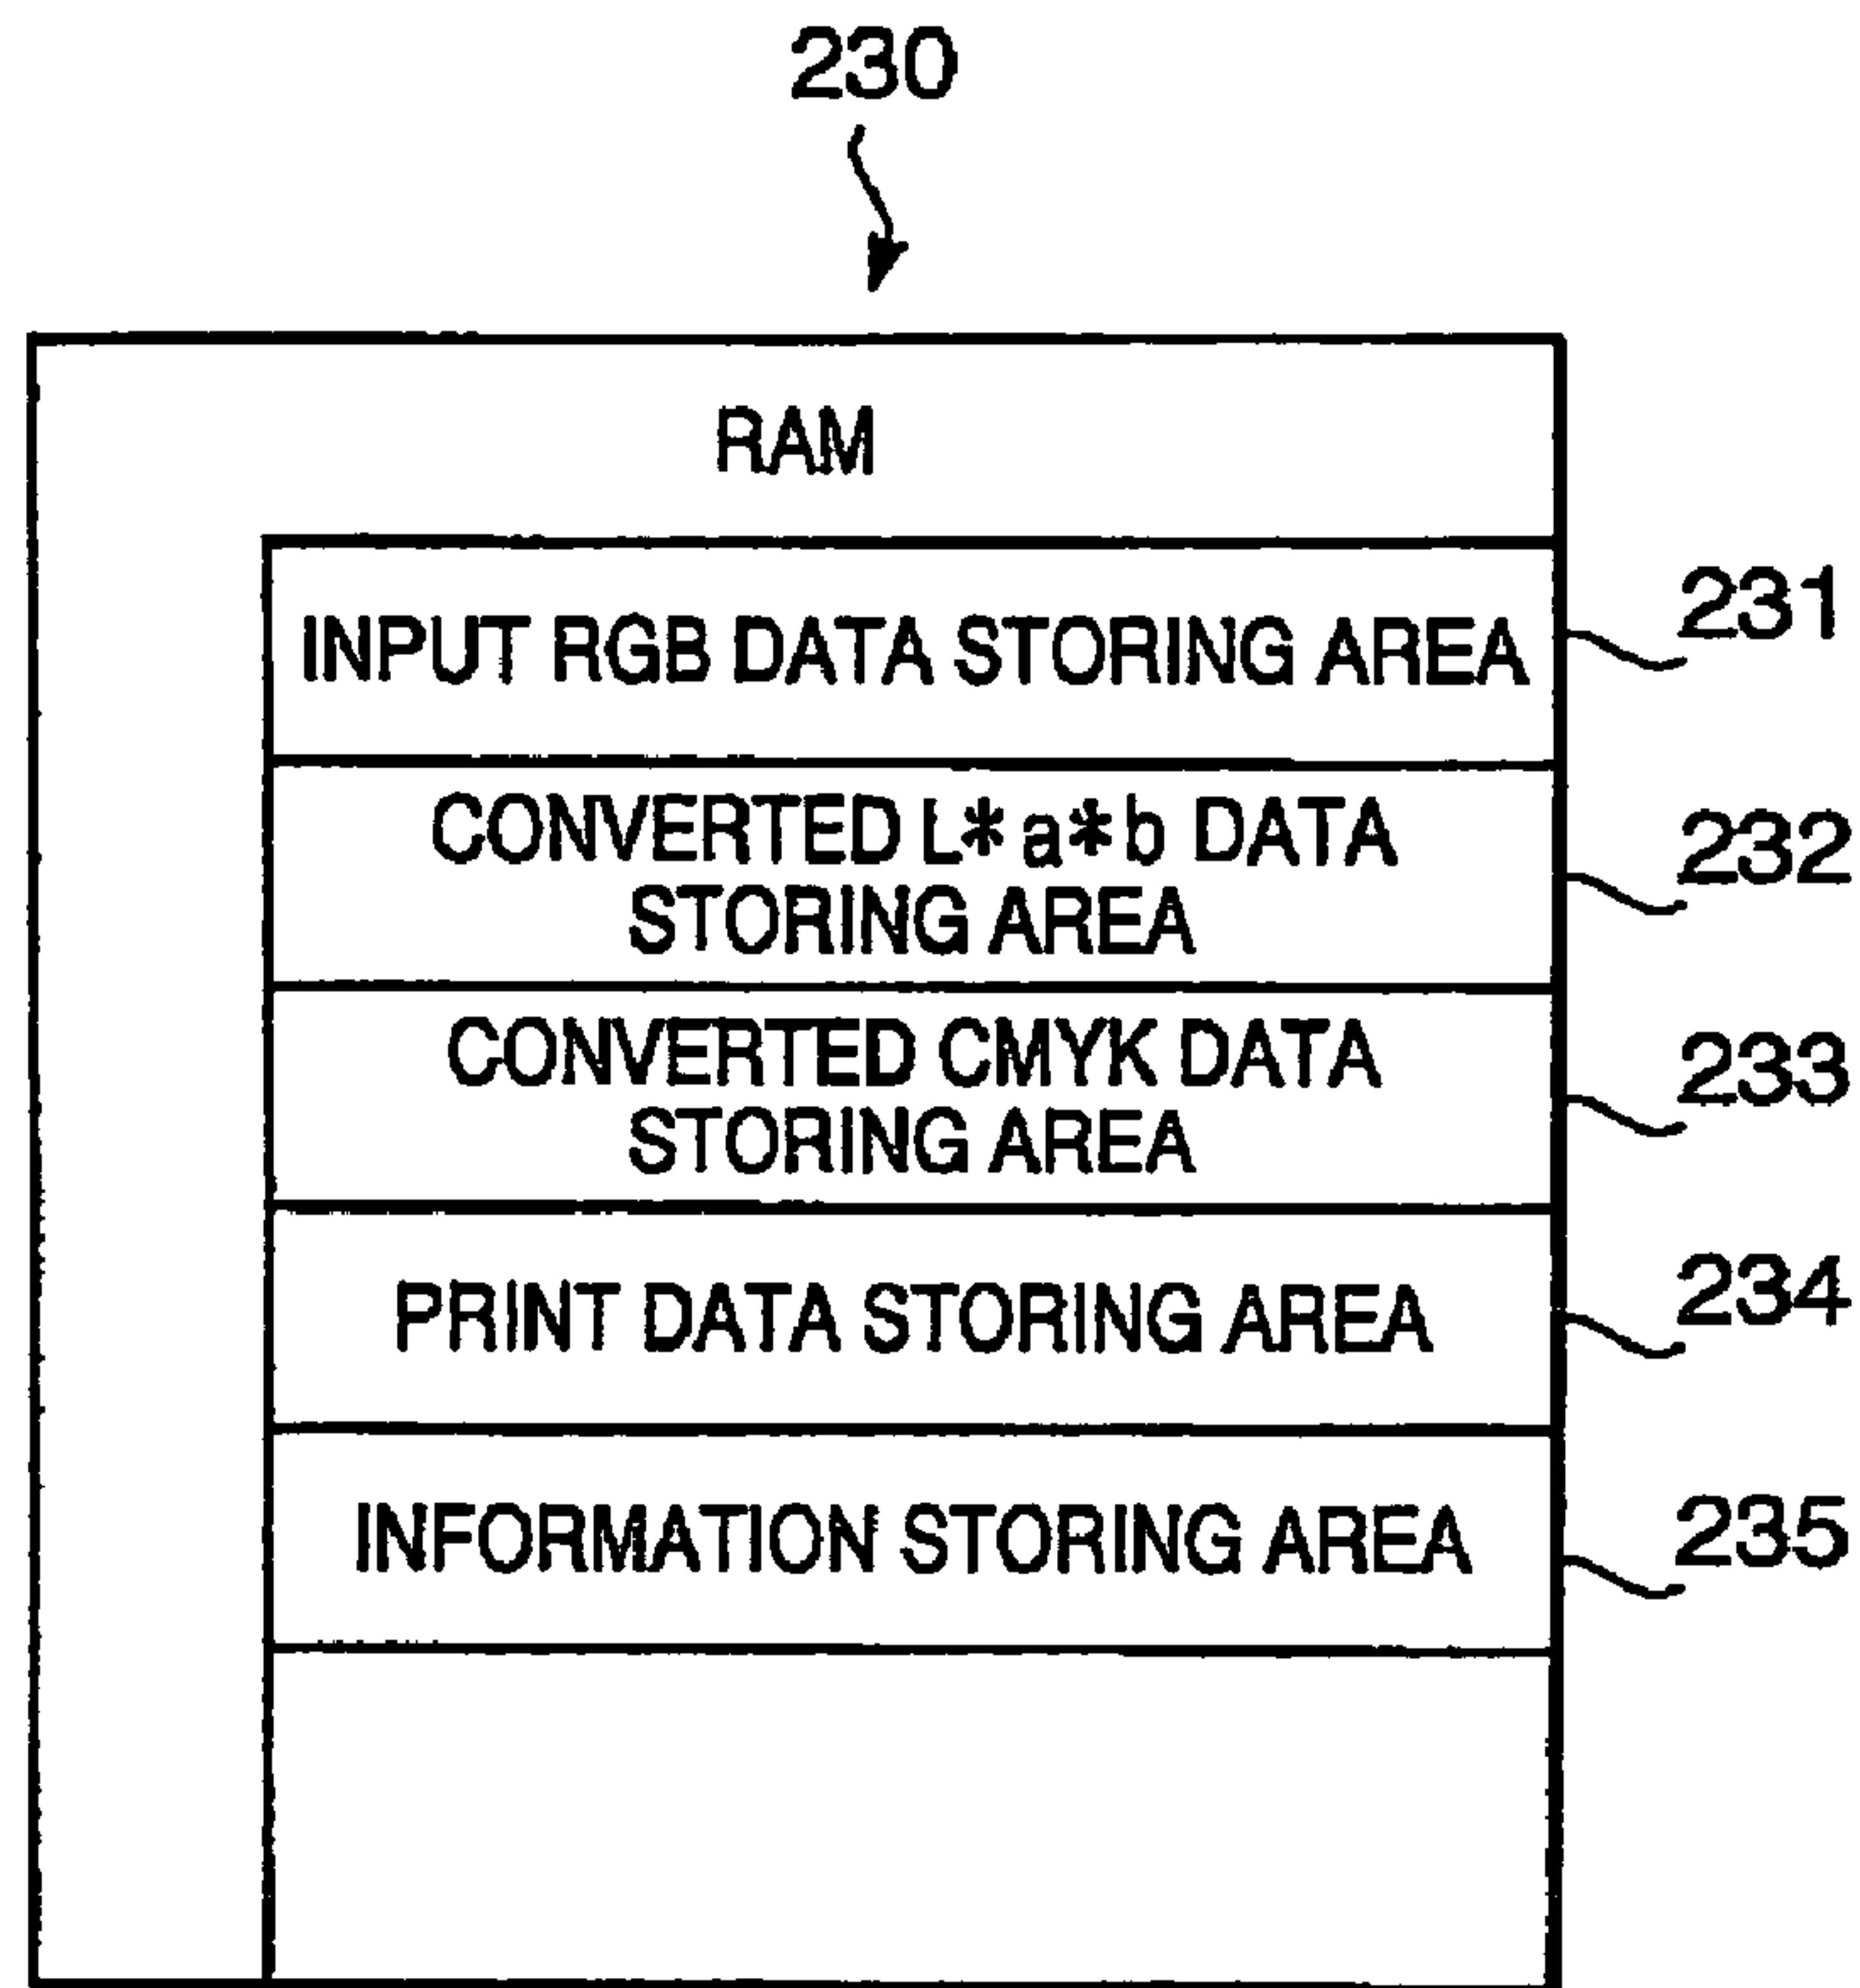 230
RAM
INPUT RGB DATA STORING AREA
231
CONVERTED L*a*b DATA
STORING AREA
232
CONVERTED CMYK DATA
STORING AREA
233
PRINT DATA STORING AREA
234
INFORMATION STORING AREA
235